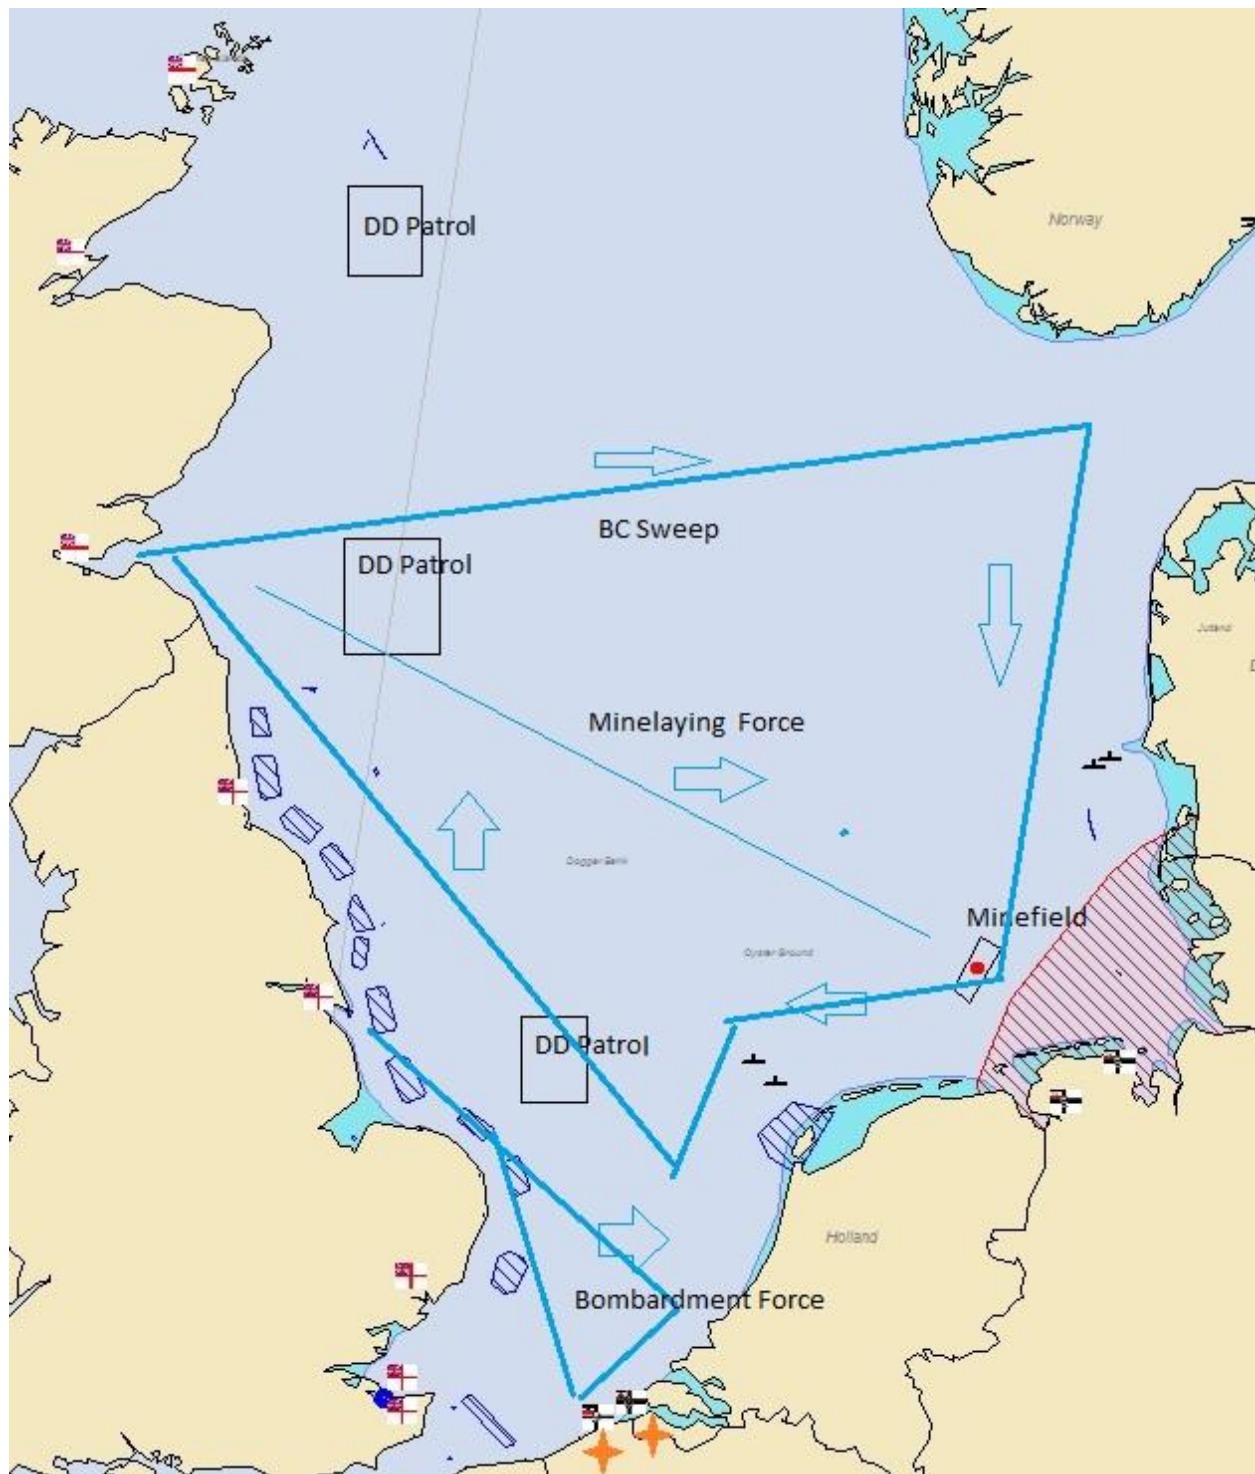 DD Patrol
Norway
BC Sweep
DD Patrol
Jutland
Minelaying Force
Dogger Bank
Minefield
Oyster Ground
DD Patrol
Holland
Bombardment Force